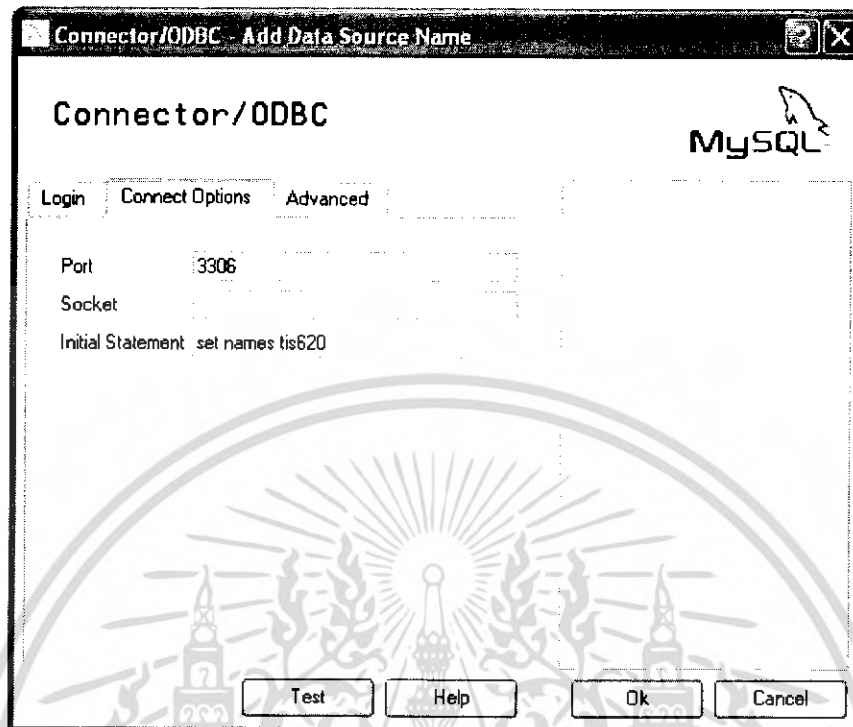 Connector/ODBC - Add Data Source Name
Connector/ODBC
MySQL
Login Connect Options Advanced
Port 3306
Socket
Initial Statement set names tis620
Test Help Ok Cancel